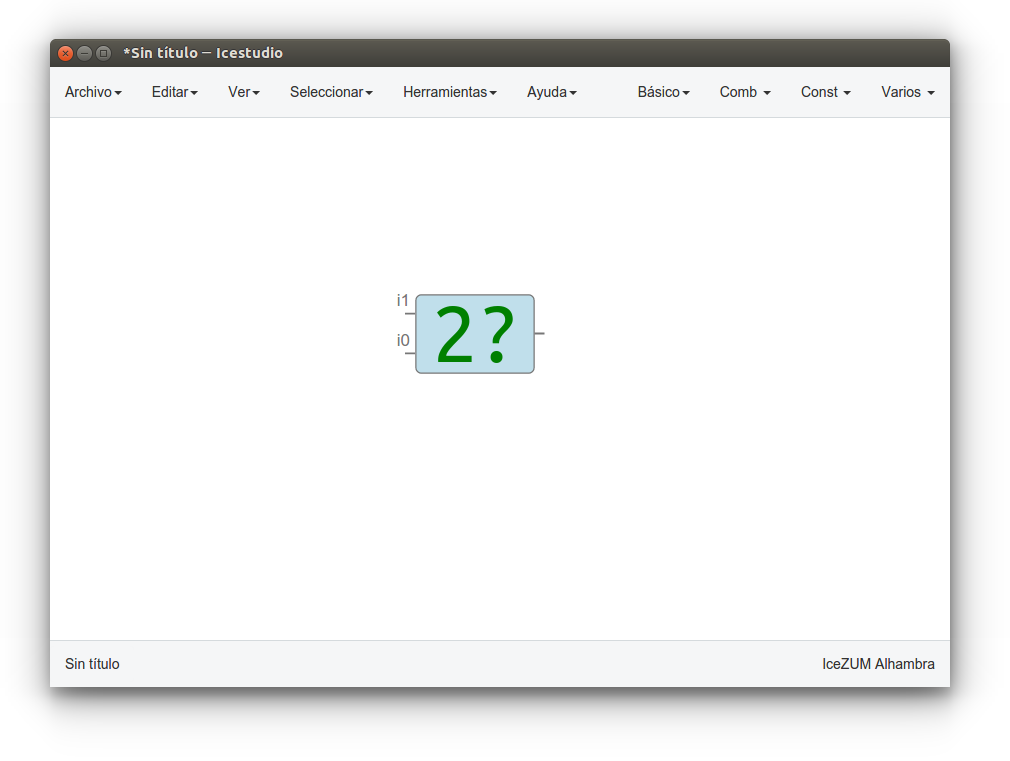 *Sin título — Icestudio
Archivo Editar Ver Seleccionar Herramientas Ayuda Básico Comb Const Varios
i1
2?
i0
Sin título IceZUM Alhambra